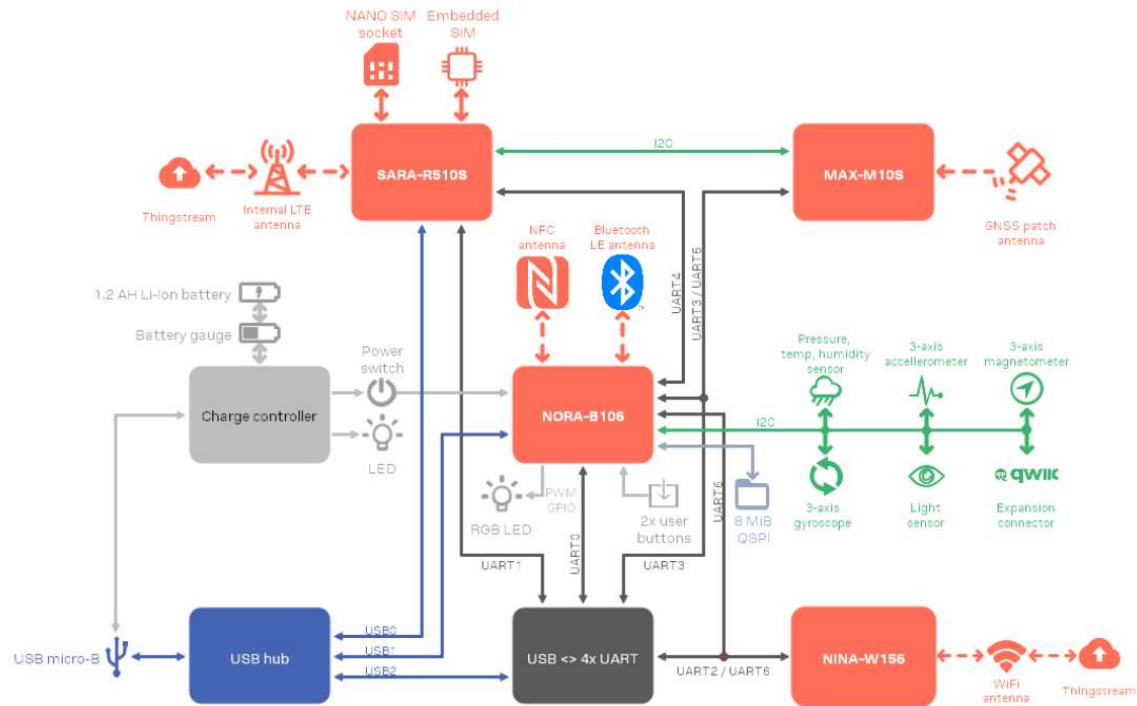 NANO SIM
socket
Embedded
SIM
SARA-R510S
I2C
MAX-M10S
Thingstream
Internal LTE
antenna
GNSS patch
antenna
NFC
antenna
Bluetooth
LE antenna
UART4
UART3 / UART5
1.2 AH Li-Ion battery
Battery gauge
Power
switch
Charge controller
LED
NORA-B106
Pressure,
temp, humidity
sensor
3-axis
accellerometer
3-axis
magnetometer
I2C
QWIIC
3-axis
gyroscope
Light
sensor
Expansion
connector
RGB LED
PWM
GPIO
2x user
buttons
8 MiB
QSPI
UART6
UART1
UART0
UART3
USB micro-B
USB hub
USB0
USB1
USB2
USB <> 4x UART
UART2 / UART6
NINA-W156
WiFi
antenna
Thingstream